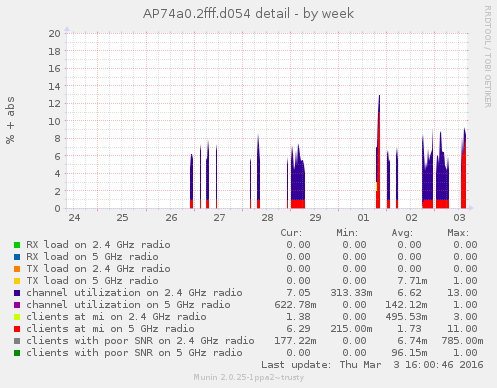 AP74a0.2fff.d054 detail - by week
RRDTOOL / TOBI OETIKER
% + abs
20
18
16
14
12
10
8
6
4
2
0
24 25 26 27 28 29 01 02 03
Cur: Min: Avg: Max:
RX load on 2.4 GHz radio 0.00 0.00 0.00 0.00
RX load on 5 GHz radio 0.00 0.00 0.00 0.00
TX load on 2.4 GHz radio 0.00 0.00 0.00 0.00
TX load on 5 GHz radio 0.00 0.00 7.71m 1.00
channel utilization on 2.4 GHz radio 7.05 313.33m 6.62 13.00
channel utilization on 5 GHz radio 622.78m 0.00 142.12m 1.00
clients at mi on 2.4 GHz radio 1.38 0.00 495.53m 3.00
clients at mi on 5 GHz radio 6.29 215.00m 1.73 11.00
clients with poor SNR on 2.4 GHz radio 177.22m 0.00 6.74m 785.00m
clients with poor SNR on 5 GHz radio 0.00 0.00 96.15m 1.00
Last update: Thu Mar 3 16:00:46 2016
Munin 2.0.25-1ppa2~trusty